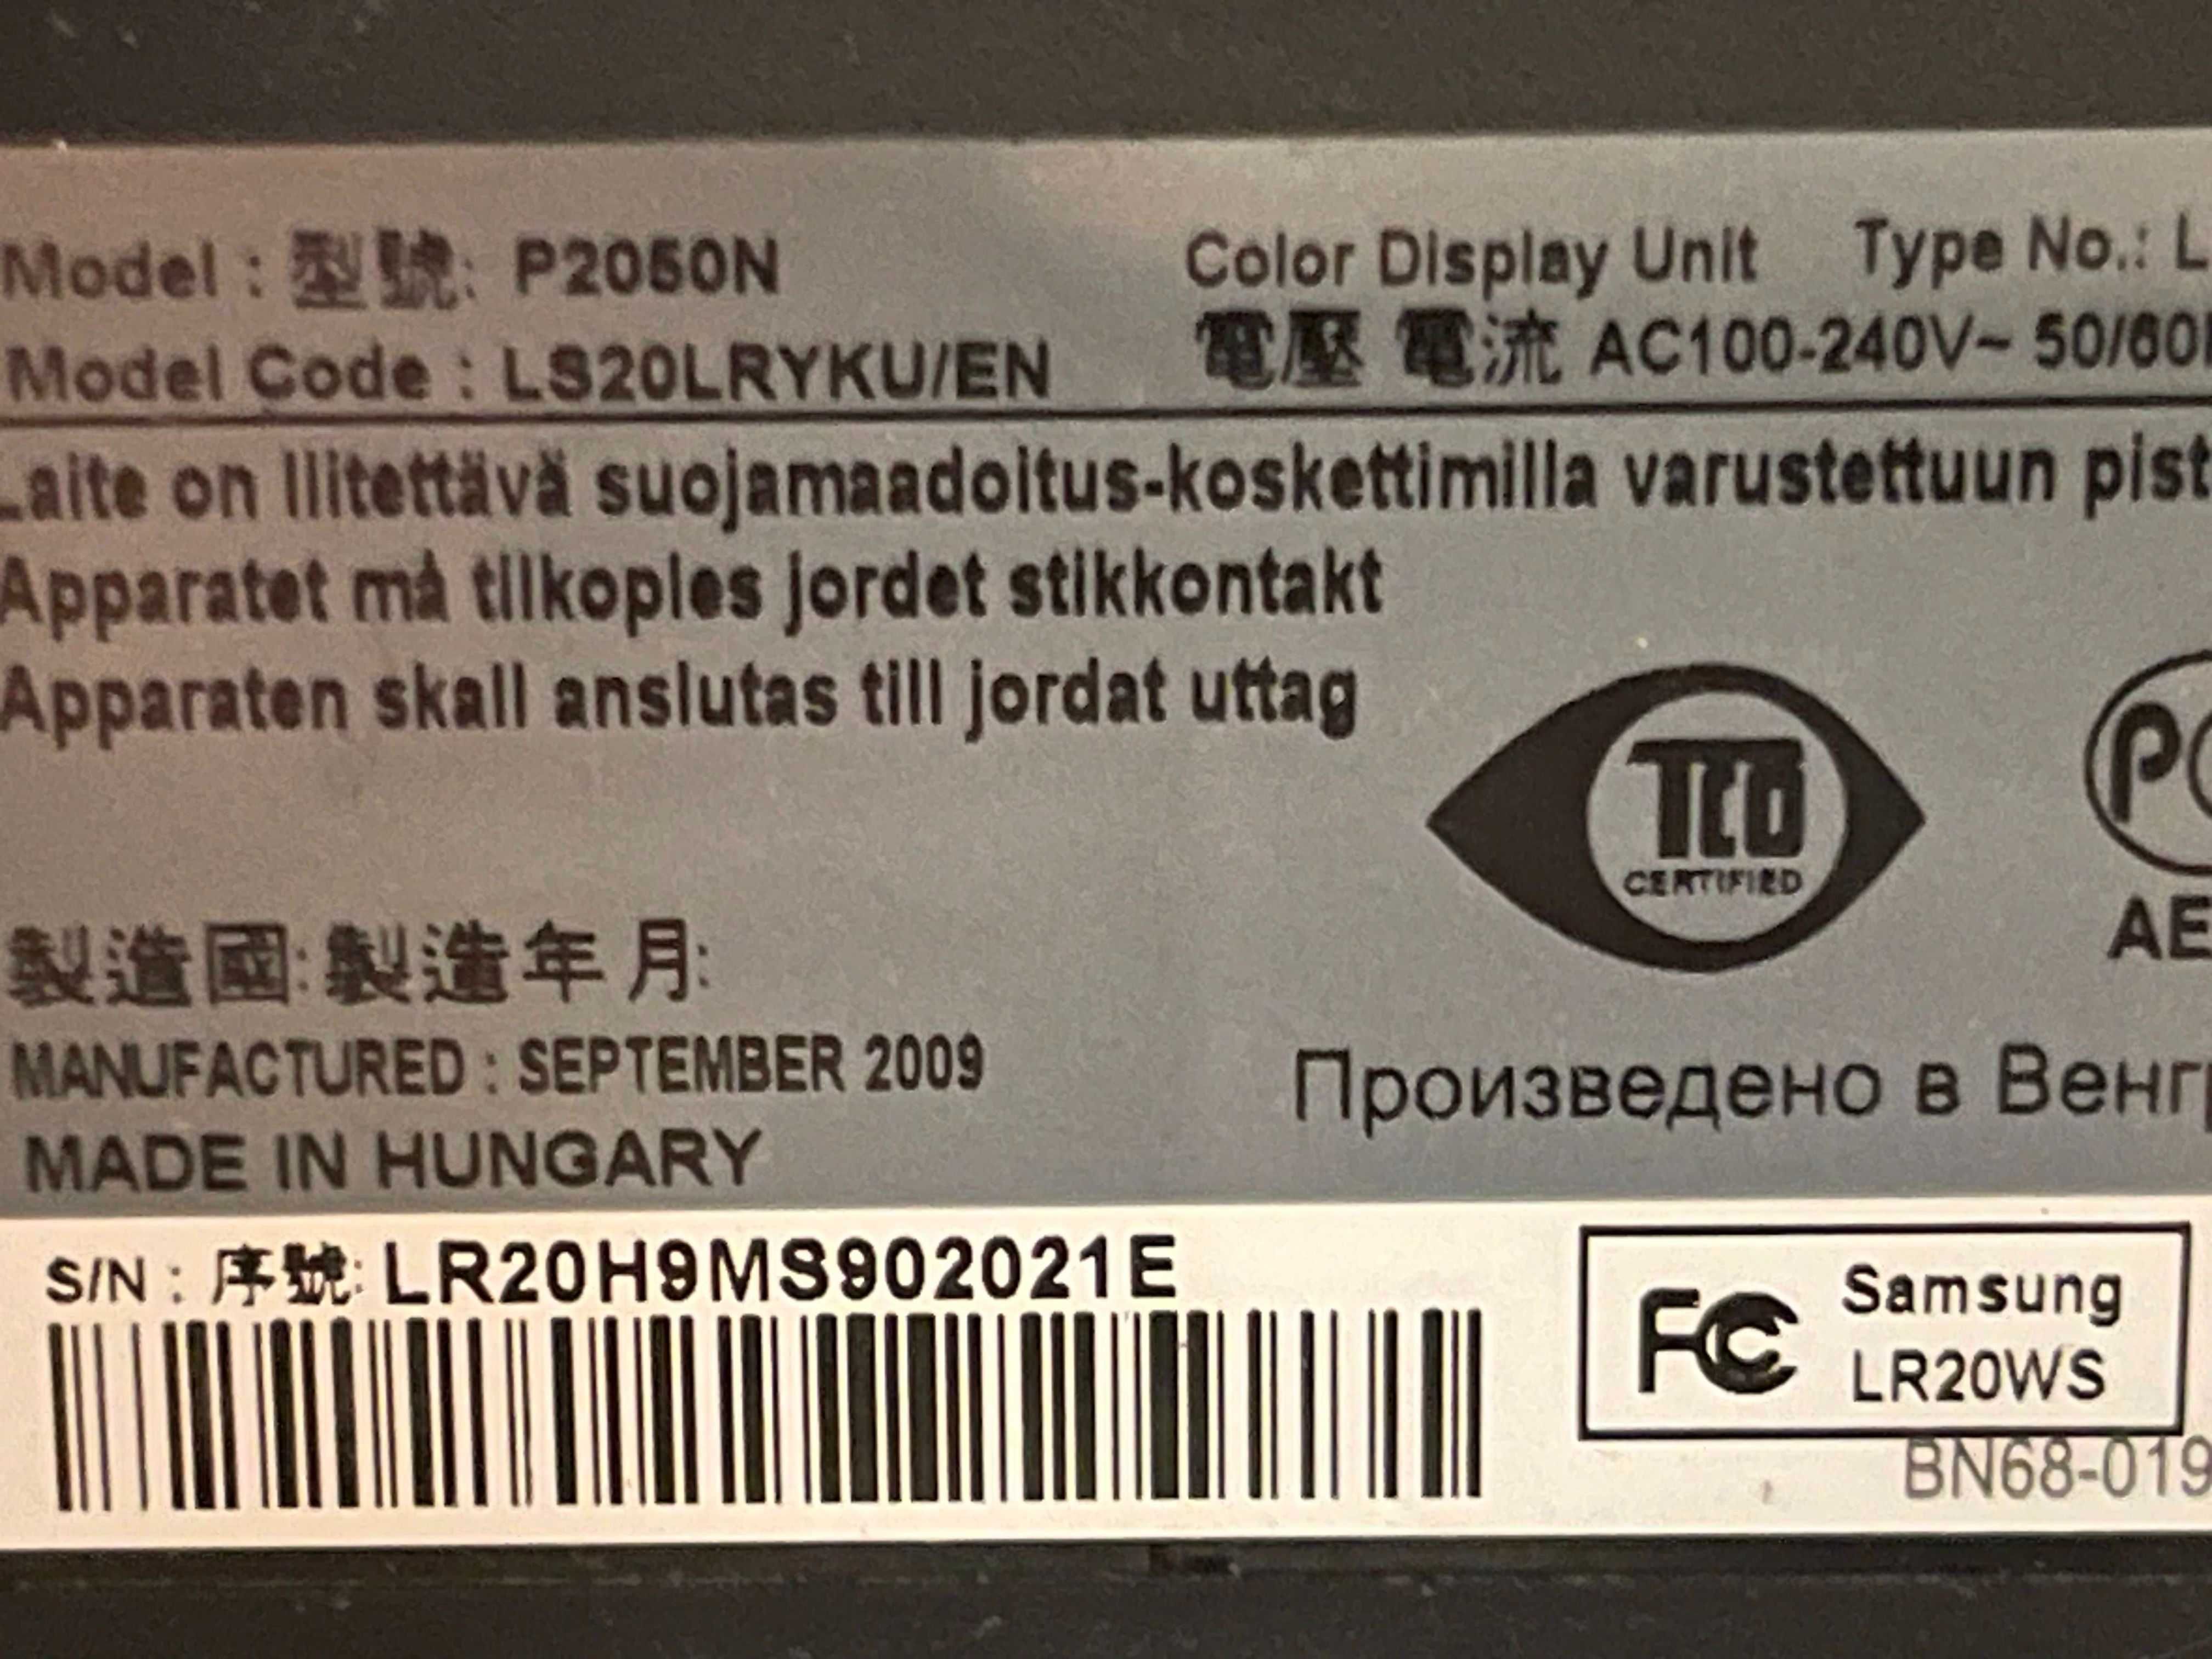 Model : 型號: P2050N
Color Display Unit Type No.: L
Model Code : LS20LRYKU/EN
電壓 電流 AC100-240V~ 50/60
Laite on liitettävä suojamaadoitus-koskettimilla varustettuun pist
Apparatet må tilkoples jordet stikkontakt
Apparaten skall anslutas till jordat uttag
TCO
CERTIFIED
PC
AE
製造國: 製造年月:
MANUFACTURED : SEPTEMBER 2009
Произведено в Венг
MADE IN HUNGARY
S/N : 序號: LR20H9MS902021E
FC
Samsung
LR20WS
BN68-019